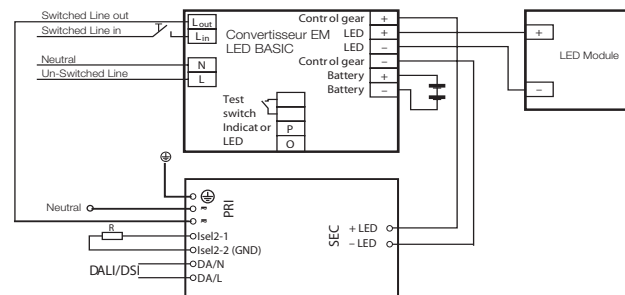 Switched Line out
Switched Line in
Neutral
Un-Switched Line
Lout
Lin
N
L
Convertisseur EM
LED BASIC
Control gear +
LED +
LED –
Control gear –
Battery +
Battery –
Test
switch
Indicator
LED
P
O
+
–
LED Module
Neutral
PRI
R
Isel2-1
Isel2-2 (GND)
DALI/DSI
DA/N
DA/L
SEC
+ LED
– LED